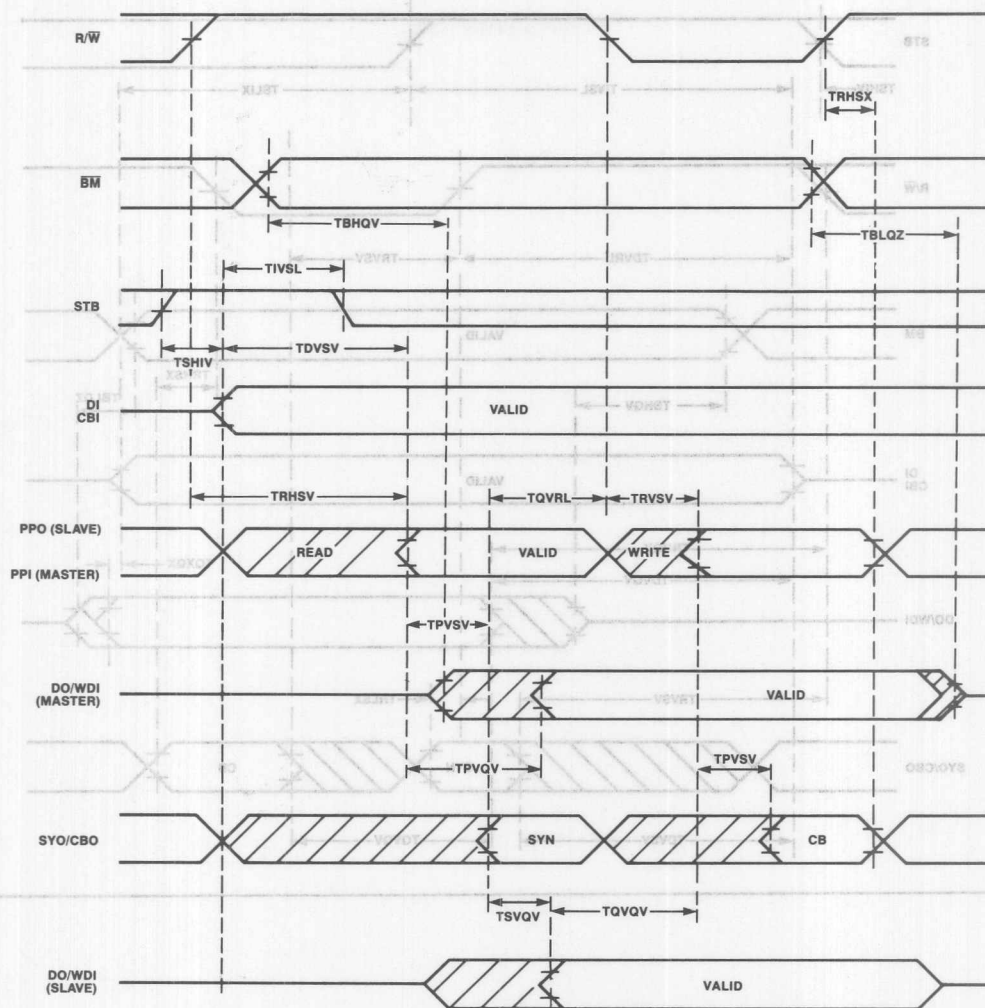 R/W̅
TRHSX
B̅M̅
TBHQV
TBLQZ
TIVSL
STB
TSHIV
TDVSV
DI
CBI
VALID
TRHSV
TQVRL
TRVSV
PPO (SLAVE)
READ
VALID
WRITE
PPI (MASTER)
TPVSV
DO/WDI
(MASTER)
VALID
TPVQV
TPVSV
SYO/CBO
SYN
CB
TSVQV
TQVQV
DO/WDI
(SLAVE)
VALID